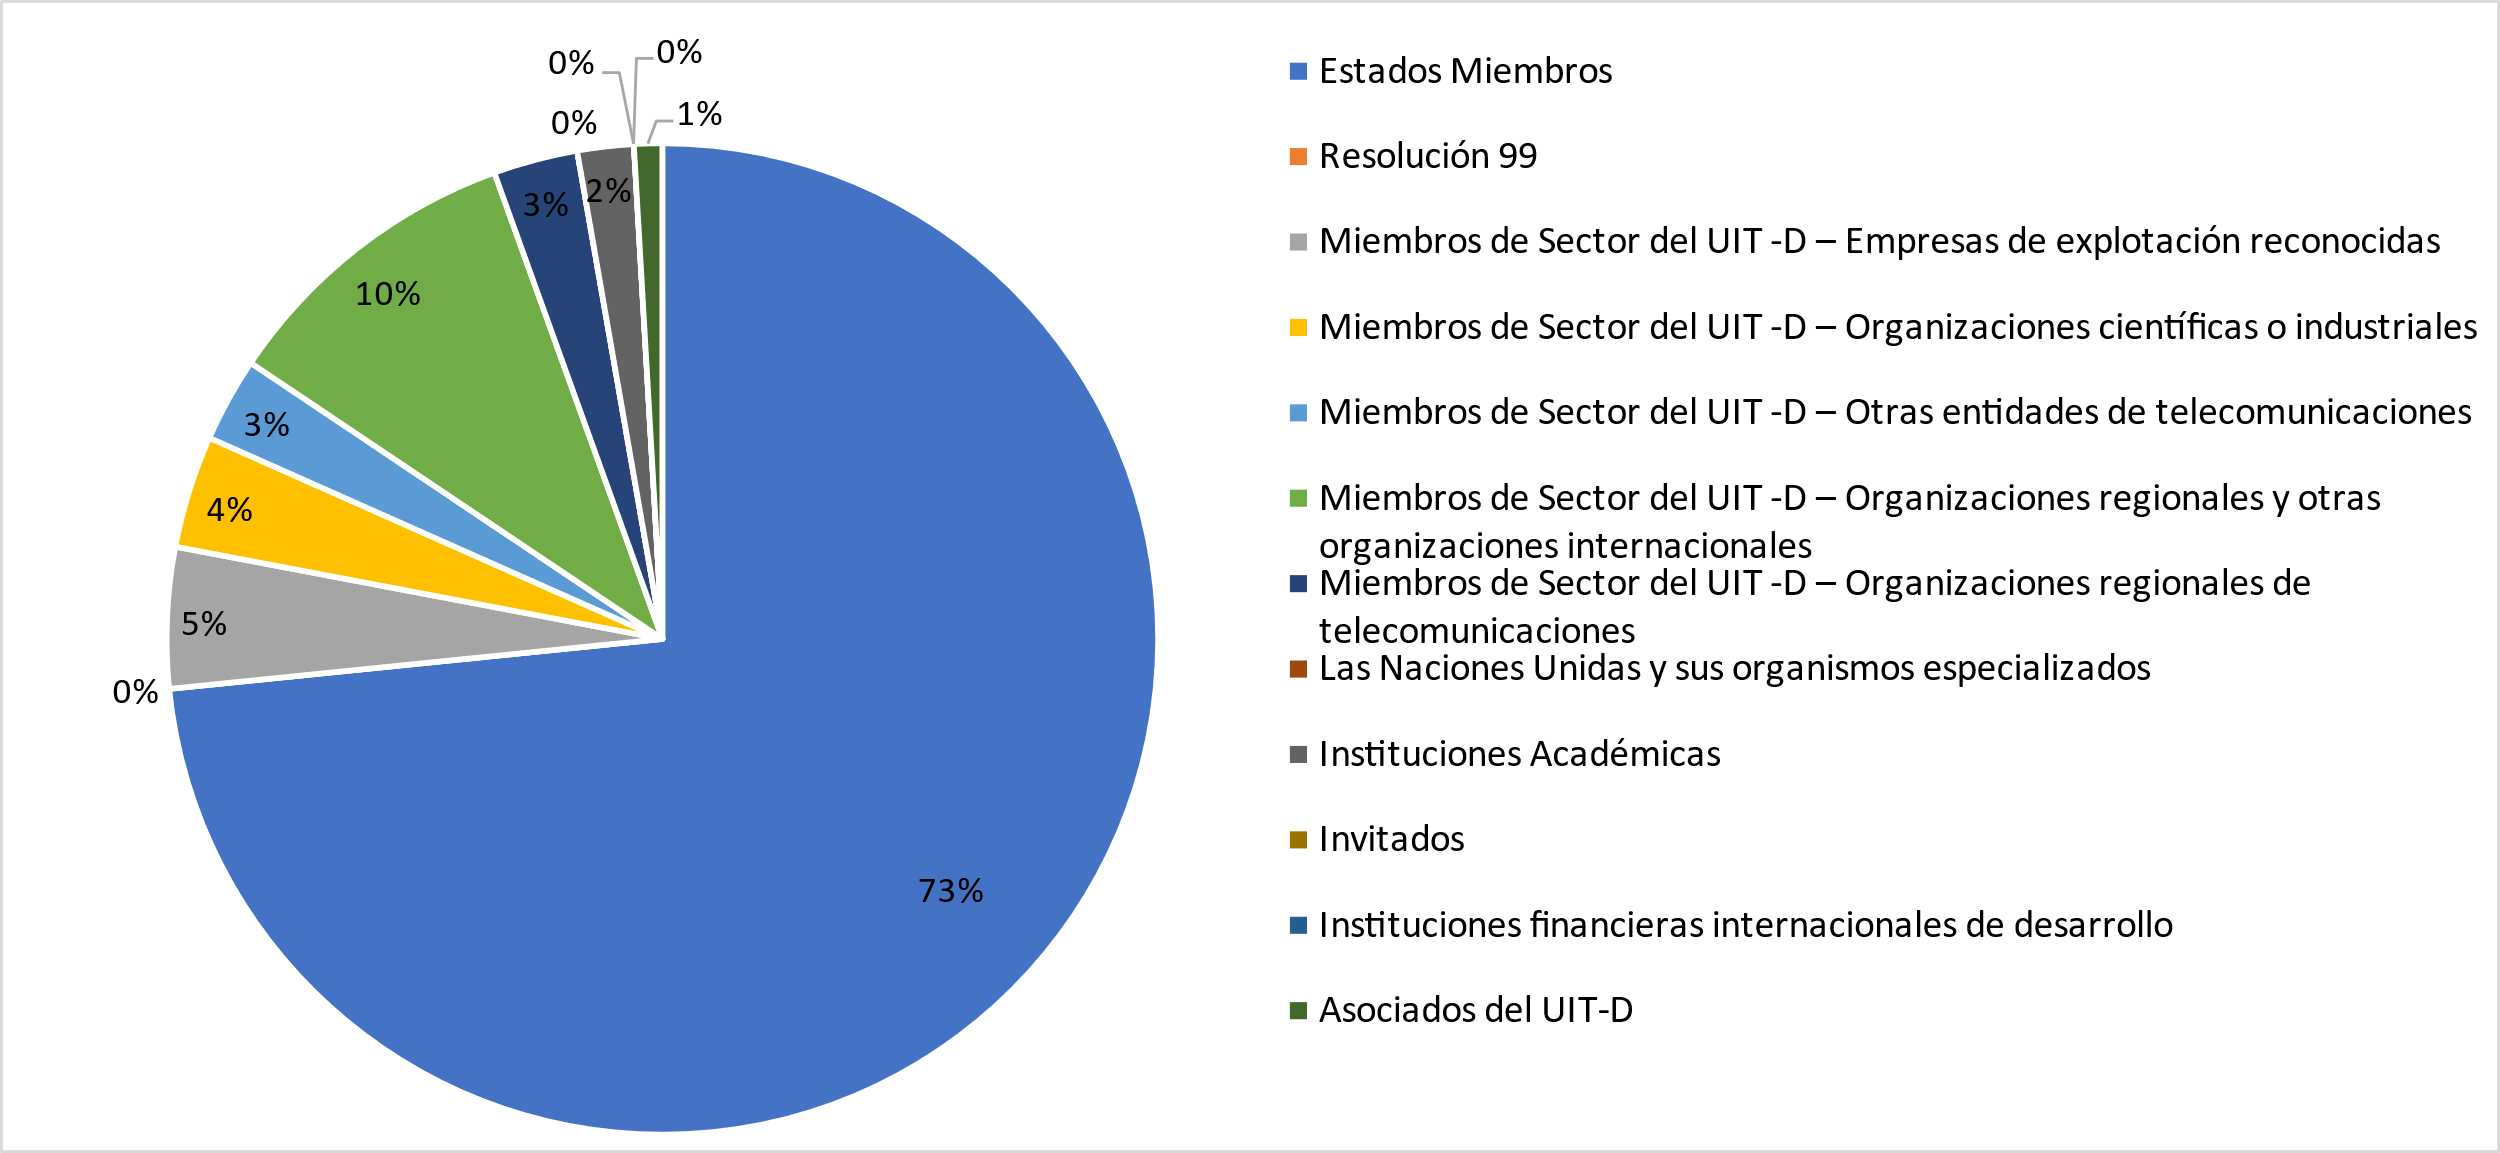 0%
0%
0%
1%
3%
2%
10%
3%
4%
5%
0%
73%
Estados Miembros
Resolución 99
Miembros de Sector del UIT -D – Empresas de explotación reconocidas
Miembros de Sector del UIT -D – Organizaciones científicas o industriales
Miembros de Sector del UIT -D – Otras entidades de telecomunicaciones
Miembros de Sector del UIT -D – Organizaciones regionales y otras
organizaciones internacionales
Miembros de Sector del UIT -D – Organizaciones regionales de
telecomunicaciones
Las Naciones Unidas y sus organismos especializados
Instituciones Académicas
Invitados
Instituciones financieras internacionales de desarrollo
Asociados del UIT-D